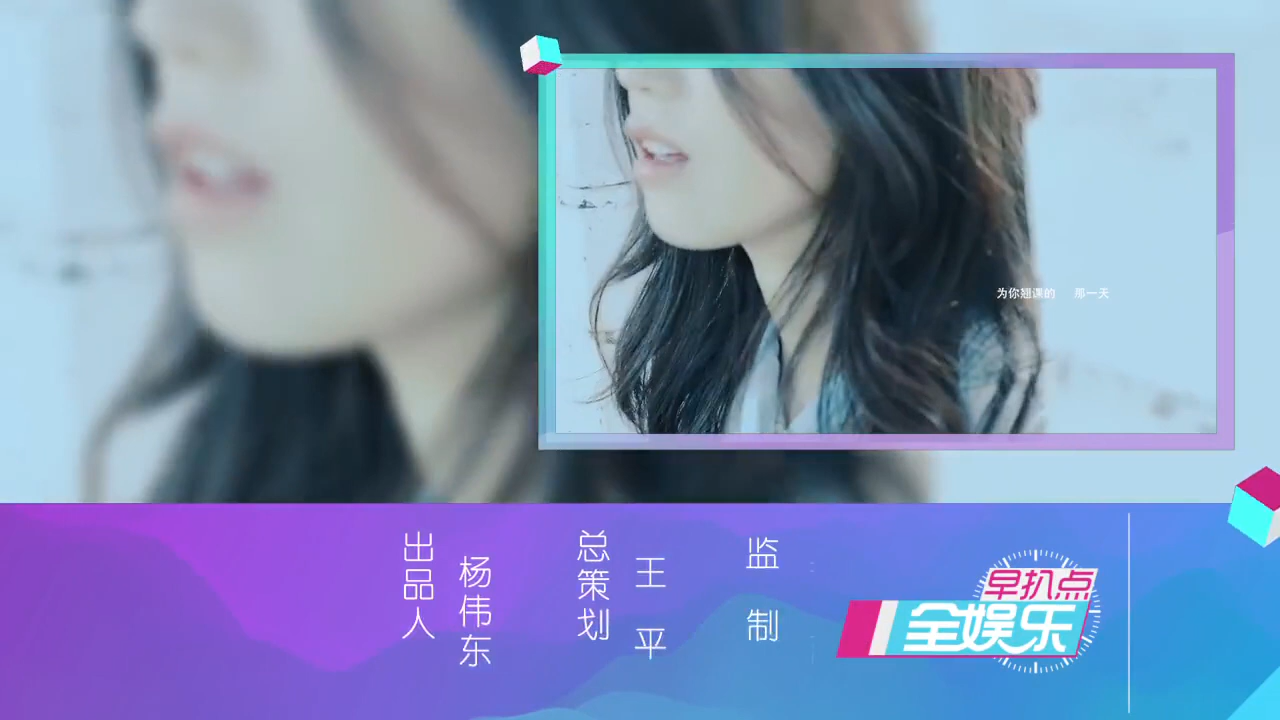 为你翘课的 那一天
出品人
杨伟东
总策划
王平
监制
早扒点
全娱乐